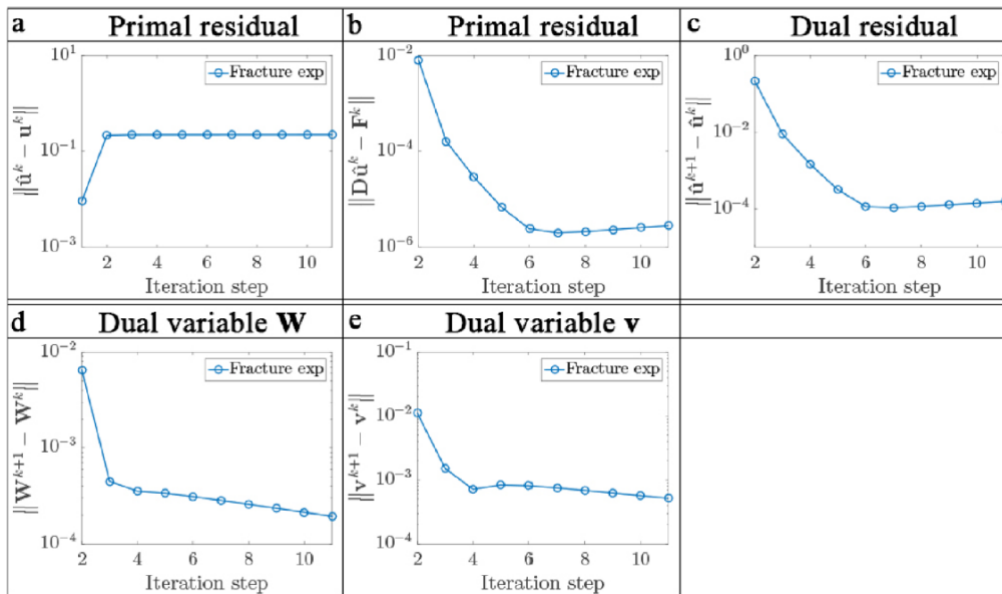 a Primal residual
10^1
10^-1
10^-3
‖û^k − u^k‖
Fracture exp
2 4 6 8 10
Iteration step
b Primal residual
10^-2
10^-4
10^-6
‖Dû^k − F^k‖
Fracture exp
2 4 6 8 10
Iteration step
c Dual residual
10^0
10^-2
10^-4
‖û^k+1 − û^k‖
Fracture exp
2 4 6 8 10
Iteration step
d Dual variable W
10^-2
10^-3
10^-4
‖W^k+1 − W^k‖
Fracture exp
2 4 6 8 10
Iteration step
e Dual variable v
10^-1
10^-2
10^-3
10^-4
‖v^k+1 − v^k‖
Fracture exp
2 4 6 8 10
Iteration step